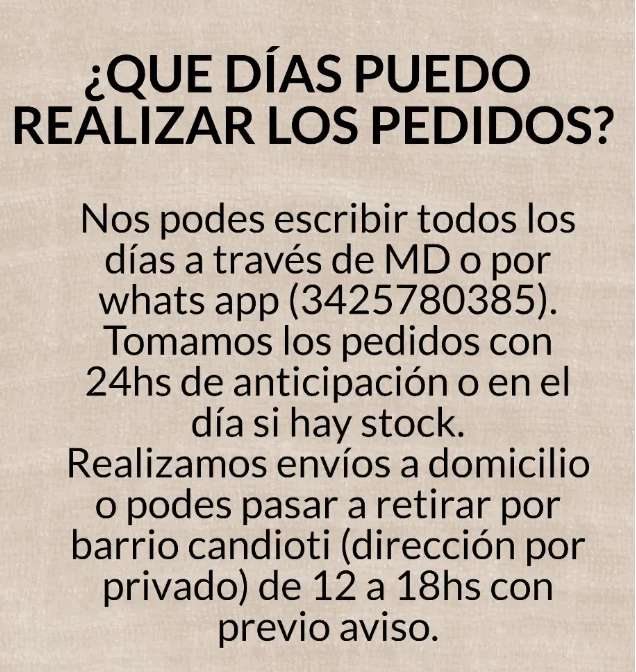 ¿QUE DÍAS PUEDO
REALIZAR LOS PEDIDOS?
Nos podes escribir todos los
días a través de MD o por
whats app (3425780385).
Tomamos los pedidos con
24hs de anticipación o en el
día si hay stock.
Realizamos envíos a domicilio
o podes pasar a retirar por
barrio candioti (dirección por
privado) de 12 a 18hs con
previo aviso.